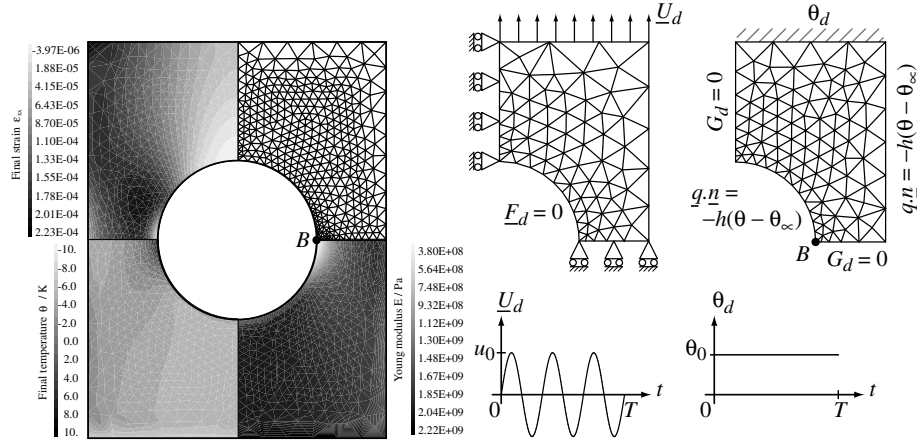 Final strain εxx
-3.97E-06
1.88E-05
4.15E-05
6.43E-05
8.70E-05
1.10E-04
1.33E-04
1.55E-04
1.78E-04
2.01E-04
2.23E-04
Final temperature θ / K
-10.
-8.0
-6.0
-4.0
-2.0
0.0
2.0
4.0
6.0
8.0
10.
B
Young modulus E / Pa
3.80E+08
5.64E+08
7.48E+08
9.32E+08
1.12E+09
1.30E+09
1.48E+09
1.67E+09
1.85E+09
2.04E+09
2.22E+09
U_d
F_d = 0
θ_d
G_d = 0
q.n =
-h(θ - θ∞)
q.n = -h(θ - θ∞)
B
G_d = 0
U_d
u0
0
T
t
θ_d
θ0
0
T
t